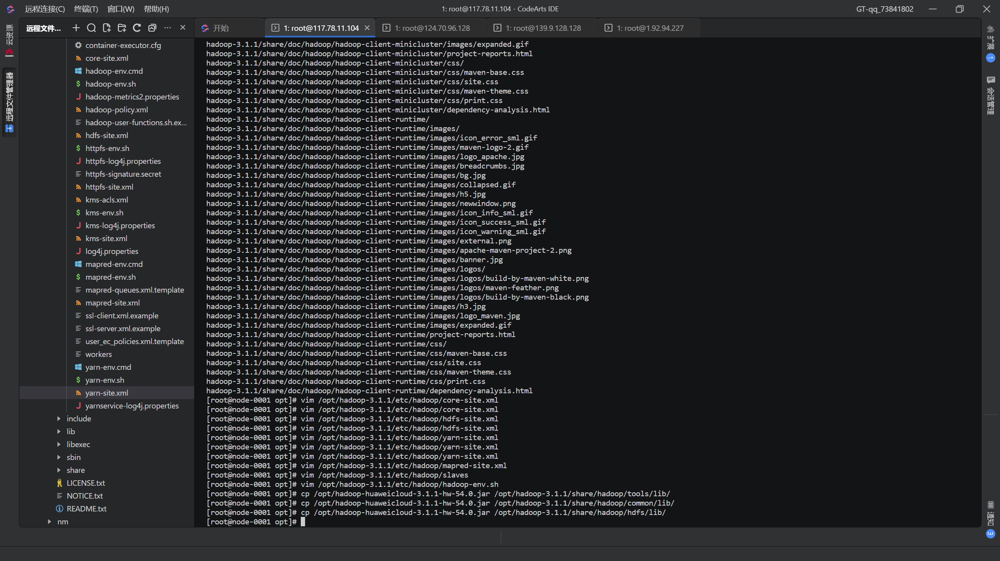 远程连接(C) 终端(T) 窗口(W) 帮助(H)
1: root@117.78.11.104 - CodeArts IDE
GT-qq_73841802
云资源
HUAWEI
远程文件管理器
远程文件...
开始
1: root@117.78.11.104
1: root@124.70.96.128
1: root@139.9.128.128
1: root@1.92.94.227
container-executor.cfg
core-site.xml
hadoop-env.cmd
hadoop-env.sh
hadoop-metrics2.properties
hadoop-policy.xml
hadoop-user-functions.sh.ex...
hdfs-site.xml
httpfs-env.sh
httpfs-log4j.properties
httpfs-signature.secret
httpfs-site.xml
kms-acls.xml
kms-env.sh
kms-log4j.properties
kms-site.xml
log4j.properties
mapred-env.cmd
mapred-env.sh
mapred-queues.xml.template
mapred-site.xml
ssl-client.xml.example
ssl-server.xml.example
user_ec_policies.xml.template
workers
yarn-env.cmd
yarn-env.sh
yarn-site.xml
yarnservice-log4j.properties
include
lib
libexec
sbin
share
LICENSE.txt
NOTICE.txt
README.txt
nm
hadoop-3.1.1/share/doc/hadoop/hadoop-client-minicluster/images/expanded.gif
hadoop-3.1.1/share/doc/hadoop/hadoop-client-minicluster/project-reports.html
hadoop-3.1.1/share/doc/hadoop/hadoop-client-minicluster/css/
hadoop-3.1.1/share/doc/hadoop/hadoop-client-minicluster/css/maven-base.css
hadoop-3.1.1/share/doc/hadoop/hadoop-client-minicluster/css/site.css
hadoop-3.1.1/share/doc/hadoop/hadoop-client-minicluster/css/maven-theme.css
hadoop-3.1.1/share/doc/hadoop/hadoop-client-minicluster/css/print.css
hadoop-3.1.1/share/doc/hadoop/hadoop-client-minicluster/dependency-analysis.html
hadoop-3.1.1/share/doc/hadoop/hadoop-client-runtime/
hadoop-3.1.1/share/doc/hadoop/hadoop-client-runtime/images/
hadoop-3.1.1/share/doc/hadoop/hadoop-client-runtime/images/icon_error_sml.gif
hadoop-3.1.1/share/doc/hadoop/hadoop-client-runtime/images/maven-logo-2.gif
hadoop-3.1.1/share/doc/hadoop/hadoop-client-runtime/images/logo_apache.jpg
hadoop-3.1.1/share/doc/hadoop/hadoop-client-runtime/images/breadcrumbs.jpg
hadoop-3.1.1/share/doc/hadoop/hadoop-client-runtime/images/bg.jpg
hadoop-3.1.1/share/doc/hadoop/hadoop-client-runtime/images/collapsed.gif
hadoop-3.1.1/share/doc/hadoop/hadoop-client-runtime/images/h5.jpg
hadoop-3.1.1/share/doc/hadoop/hadoop-client-runtime/images/newwindow.png
hadoop-3.1.1/share/doc/hadoop/hadoop-client-runtime/images/icon_info_sml.gif
hadoop-3.1.1/share/doc/hadoop/hadoop-client-runtime/images/icon_success_sml.gif
hadoop-3.1.1/share/doc/hadoop/hadoop-client-runtime/images/icon_warning_sml.gif
hadoop-3.1.1/share/doc/hadoop/hadoop-client-runtime/images/external.png
hadoop-3.1.1/share/doc/hadoop/hadoop-client-runtime/images/apache-maven-project-2.png
hadoop-3.1.1/share/doc/hadoop/hadoop-client-runtime/images/banner.jpg
hadoop-3.1.1/share/doc/hadoop/hadoop-client-runtime/images/logos/
hadoop-3.1.1/share/doc/hadoop/hadoop-client-runtime/images/logos/build-by-maven-white.png
hadoop-3.1.1/share/doc/hadoop/hadoop-client-runtime/images/logos/maven-feather.png
hadoop-3.1.1/share/doc/hadoop/hadoop-client-runtime/images/logos/build-by-maven-black.png
hadoop-3.1.1/share/doc/hadoop/hadoop-client-runtime/images/h3.jpg
hadoop-3.1.1/share/doc/hadoop/hadoop-client-runtime/images/logo_maven.jpg
hadoop-3.1.1/share/doc/hadoop/hadoop-client-runtime/images/expanded.gif
hadoop-3.1.1/share/doc/hadoop/hadoop-client-runtime/project-reports.html
hadoop-3.1.1/share/doc/hadoop/hadoop-client-runtime/css/
hadoop-3.1.1/share/doc/hadoop/hadoop-client-runtime/css/maven-base.css
hadoop-3.1.1/share/doc/hadoop/hadoop-client-runtime/css/site.css
hadoop-3.1.1/share/doc/hadoop/hadoop-client-runtime/css/maven-theme.css
hadoop-3.1.1/share/doc/hadoop/hadoop-client-runtime/css/print.css
hadoop-3.1.1/share/doc/hadoop/hadoop-client-runtime/dependency-analysis.html
[root@node-0001 opt]# vim /opt/hadoop-3.1.1/etc/hadoop/core-site.xml
[root@node-0001 opt]# vim /opt/hadoop-3.1.1/etc/hadoop/core-site.xml
[root@node-0001 opt]# vim /opt/hadoop-3.1.1/etc/hadoop/hdfs-site.xml
[root@node-0001 opt]# vim /opt/hadoop-3.1.1/etc/hadoop/hdfs-site.xml
[root@node-0001 opt]# vim /opt/hadoop-3.1.1/etc/hadoop/yarn-site.xml
[root@node-0001 opt]# vim /opt/hadoop-3.1.1/etc/hadoop/yarn-site.xml
[root@node-0001 opt]# vim /opt/hadoop-3.1.1/etc/hadoop/yarn-site.xml
[root@node-0001 opt]# vim /opt/hadoop-3.1.1/etc/hadoop/mapred-site.xml
[root@node-0001 opt]# vim /opt/hadoop-3.1.1/etc/hadoop/slaves
[root@node-0001 opt]# vim /opt/hadoop-3.1.1/etc/hadoop/hadoop-env.sh
[root@node-0001 opt]# cp /opt/hadoop-huaweicloud-3.1.1-hw-54.0.jar /opt/hadoop-3.1.1/share/hadoop/tools/lib/
[root@node-0001 opt]# cp /opt/hadoop-huaweicloud-3.1.1-hw-54.0.jar /opt/hadoop-3.1.1/share/hadoop/common/lib/
[root@node-0001 opt]# cp /opt/hadoop-huaweicloud-3.1.1-hw-54.0.jar /opt/hadoop-3.1.1/share/hadoop/hdfs/lib/
[root@node-0001 opt]#
扩展
1
会话管理
通知
3